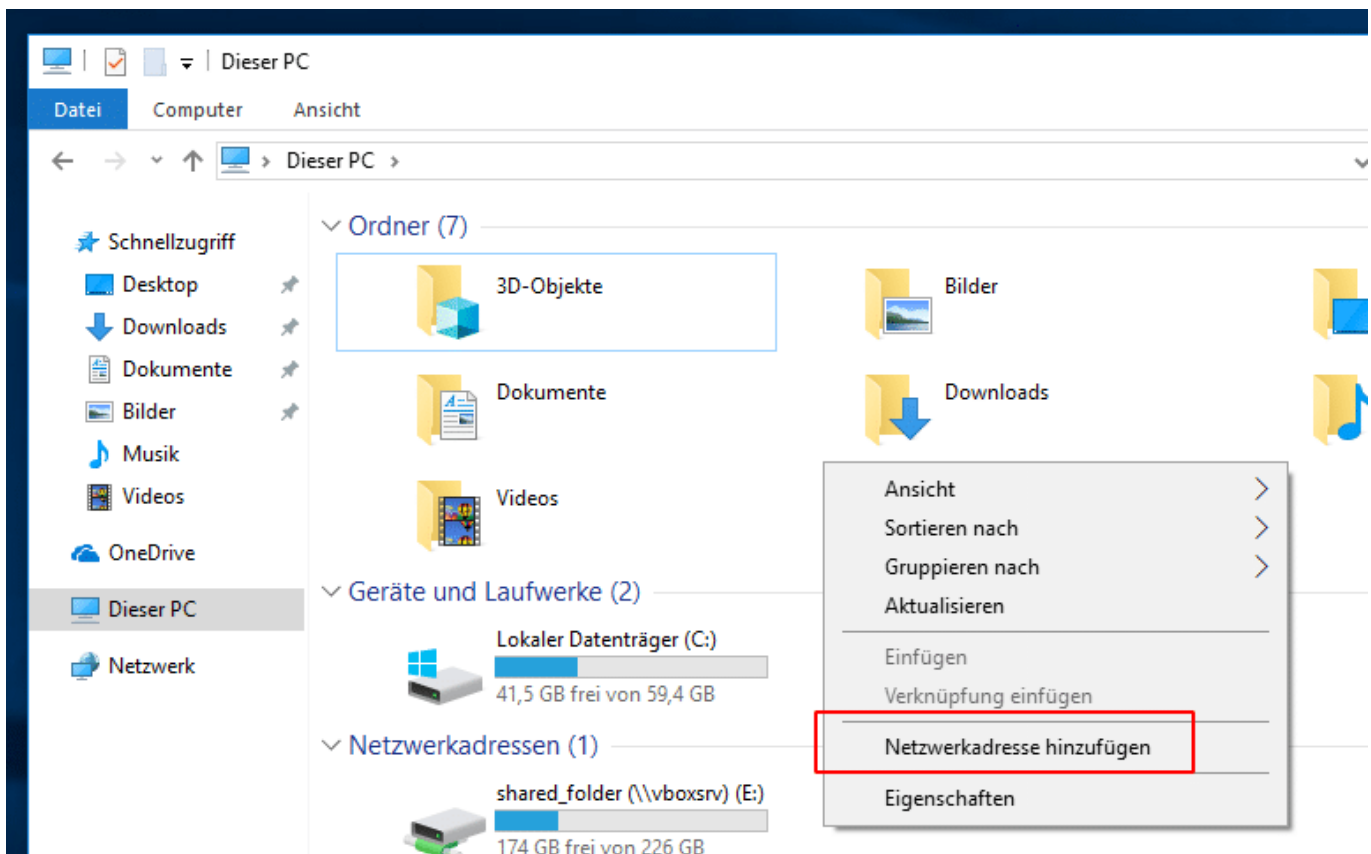 Dieser PC
Datei Computer Ansicht
Dieser PC
Schnellzugriff
Desktop
Downloads
Dokumente
Bilder
Musik
Videos
OneDrive
Dieser PC
Netzwerk
Ordner (7)
3D-Objekte
Bilder
Dokumente
Downloads
Videos
Geräte und Laufwerke (2)
Lokaler Datenträger (C:)
41,5 GB frei von 59,4 GB
Netzwerkadressen (1)
shared_folder (\\vboxsrv) (E:)
174 GB frei von 226 GB
Ansicht
Sortieren nach
Gruppieren nach
Aktualisieren
Einfügen
Verknüpfung einfügen
Netzwerkadresse hinzufügen
Eigenschaften